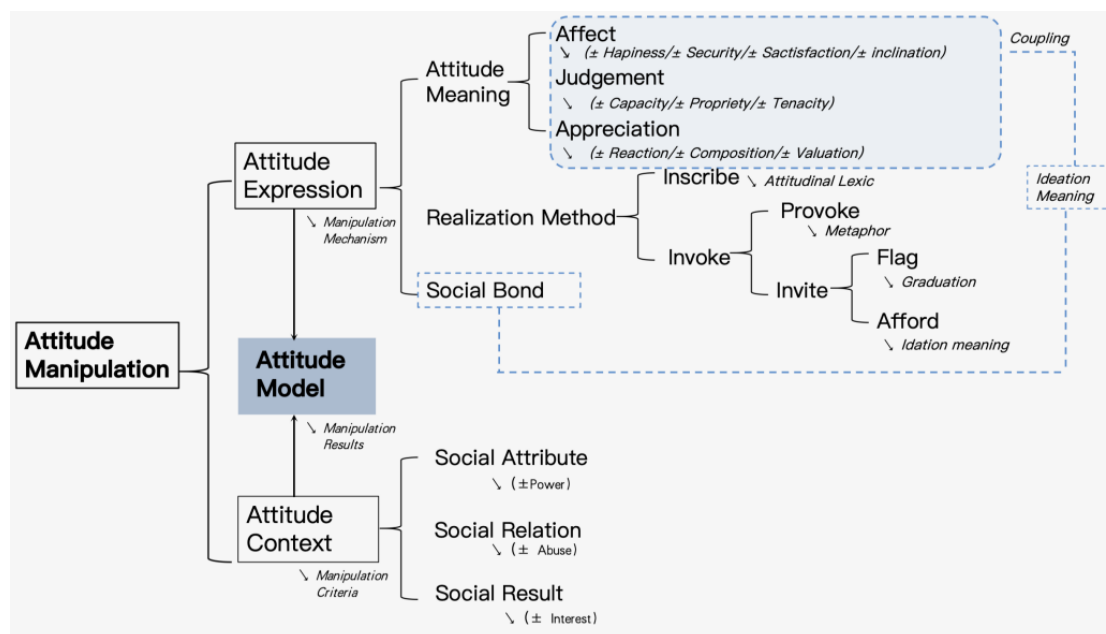 Affect
↘ (± Hapiness/± Security/± Sactisfaction/± inclination)
Coupling
Attitude
Meaning
Judgement
↘ (± Capacity/± Propriety/± Tenacity)
Appreciation
↘ (± Reaction/± Composition/± Valuation)
Attitude
Expression
↘ Manipulation
Mechanism
Inscribe
↘ Attitudinal Lexic
Ideation
Meaning
Realization Method
Provoke
↘ Metaphor
Invoke
Flag
↘ Graduation
Invite
Afford
↘ Idation meaning
Social Bond
Attitude
Manipulation
Attitude
Model
↘ Manipulation
Results
Social Attribute
↘ (±Power)
Attitude
Context
↘ Manipulation
Criteria
Social Relation
↘ (± Abuse)
Social Result
↘ (± Interest)